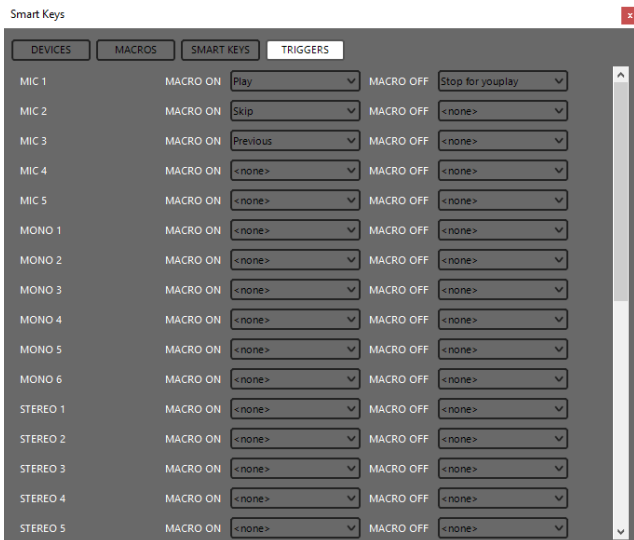 Smart Keys x
DEVICES MACROS SMART KEYS TRIGGERS
MIC 1 MACRO ON Play MACRO OFF Stop for youplay
MIC 2 MACRO ON Skip MACRO OFF <none>
MIC 3 MACRO ON Previous MACRO OFF <none>
MIC 4 MACRO ON <none> MACRO OFF <none>
MIC 5 MACRO ON <none> MACRO OFF <none>
MONO 1 MACRO ON <none> MACRO OFF <none>
MONO 2 MACRO ON <none> MACRO OFF <none>
MONO 3 MACRO ON <none> MACRO OFF <none>
MONO 4 MACRO ON <none> MACRO OFF <none>
MONO 5 MACRO ON <none> MACRO OFF <none>
MONO 6 MACRO ON <none> MACRO OFF <none>
STEREO 1 MACRO ON <none> MACRO OFF <none>
STEREO 2 MACRO ON <none> MACRO OFF <none>
STEREO 3 MACRO ON <none> MACRO OFF <none>
STEREO 4 MACRO ON <none> MACRO OFF <none>
STEREO 5 MACRO ON <none> MACRO OFF <none>